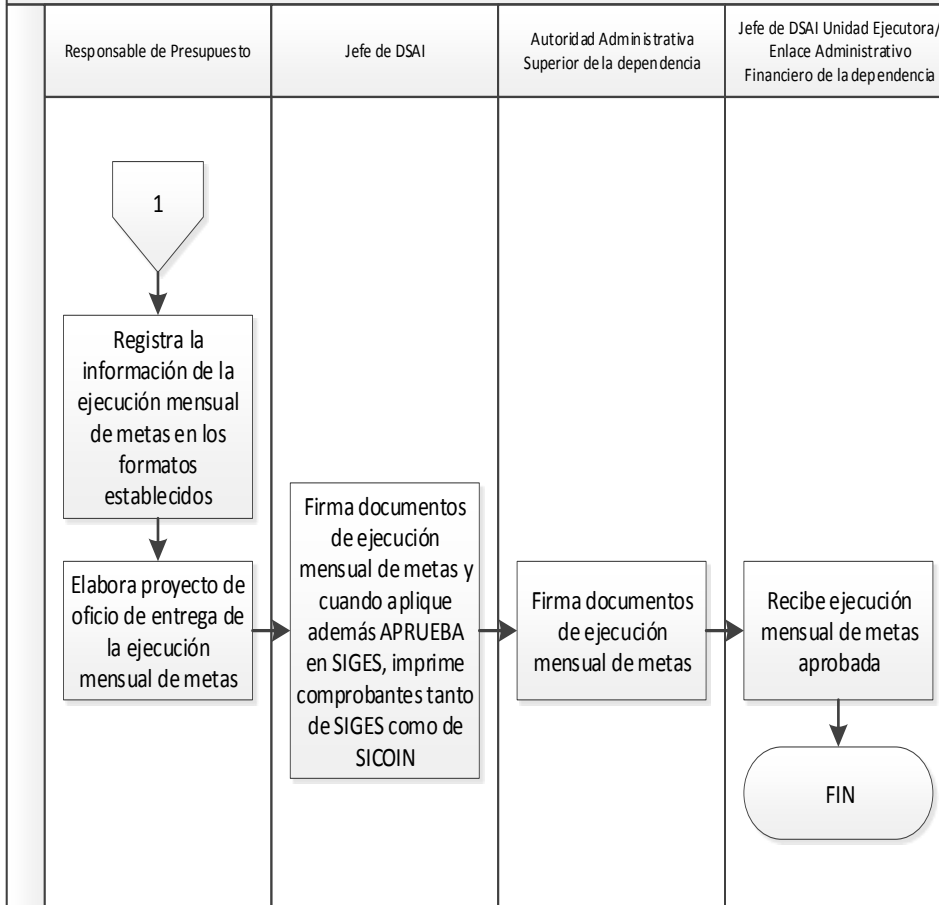 Responsable de Presupuesto
Jefe de DSAI
Autoridad Administrativa
Superior de la dependencia
Jefe de DSAI Unidad Ejecutora/
Enlace Administrativo
Financiero de la dependencia
1
Registra la
información de la
ejecución mensual
de metas en los
formatos
establecidos
Elabora proyecto de
oficio de entrega de
la ejecución
mensual de metas
Firma documentos
de ejecución
mensual de metas y
cuando aplique
además APRUEBA
en SIGES, imprime
comprobantes tanto
de SIGES como de
SICOIN
Firma documentos
de ejecución
mensual de metas
Recibe ejecución
mensual de metas
aprobada
FIN